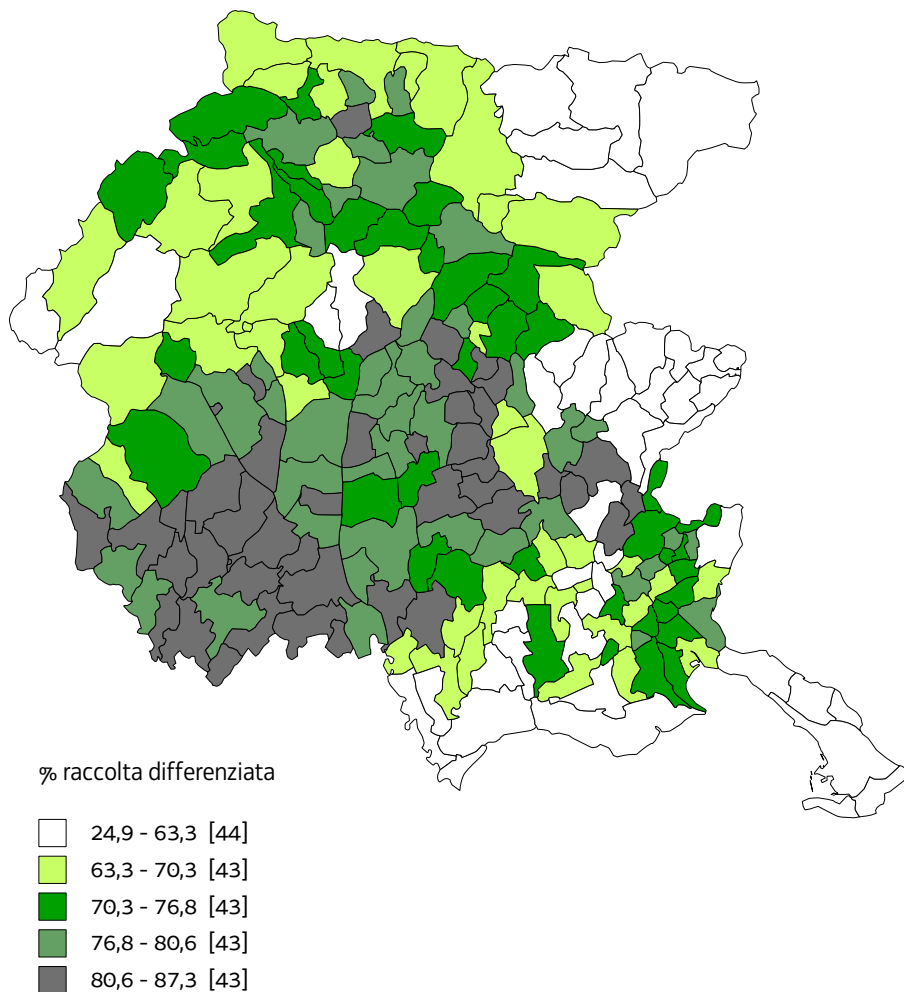 % raccolta differenziata
24,9 - 63,3 [44]
63,3 - 70,3 [43]
70,3 - 76,8 [43]
76,8 - 80,6 [43]
80,6 - 87,3 [43]